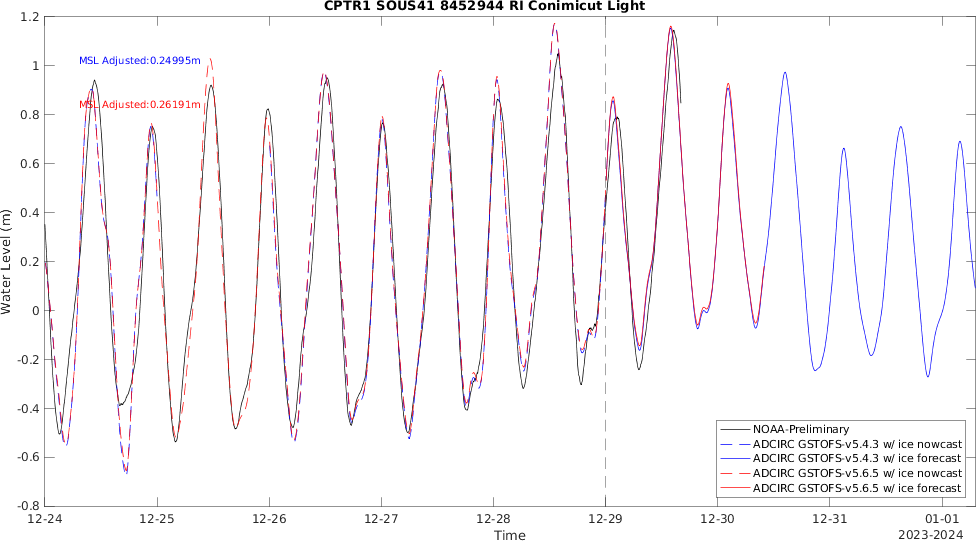 CPTR1 SOUS41 8452944 RI Conimicut Light
1.2
1
0.8
0.6
0.4
0.2
0
-0.2
-0.4
-0.6
-0.8
Water Level (m)
MSL Adjusted:0.24995m
MSL Adjusted:0.26191m
NOAA-Preliminary
ADCIRC GSTOFS-v5.4.3 w/ ice nowcast
ADCIRC GSTOFS-v5.4.3 w/ ice forecast
ADCIRC GSTOFS-v5.6.5 w/ ice nowcast
ADCIRC GSTOFS-v5.6.5 w/ ice forecast
12-24 12-25 12-26 12-27 12-28 12-29 12-30 12-31 01-01
Time
2023-2024